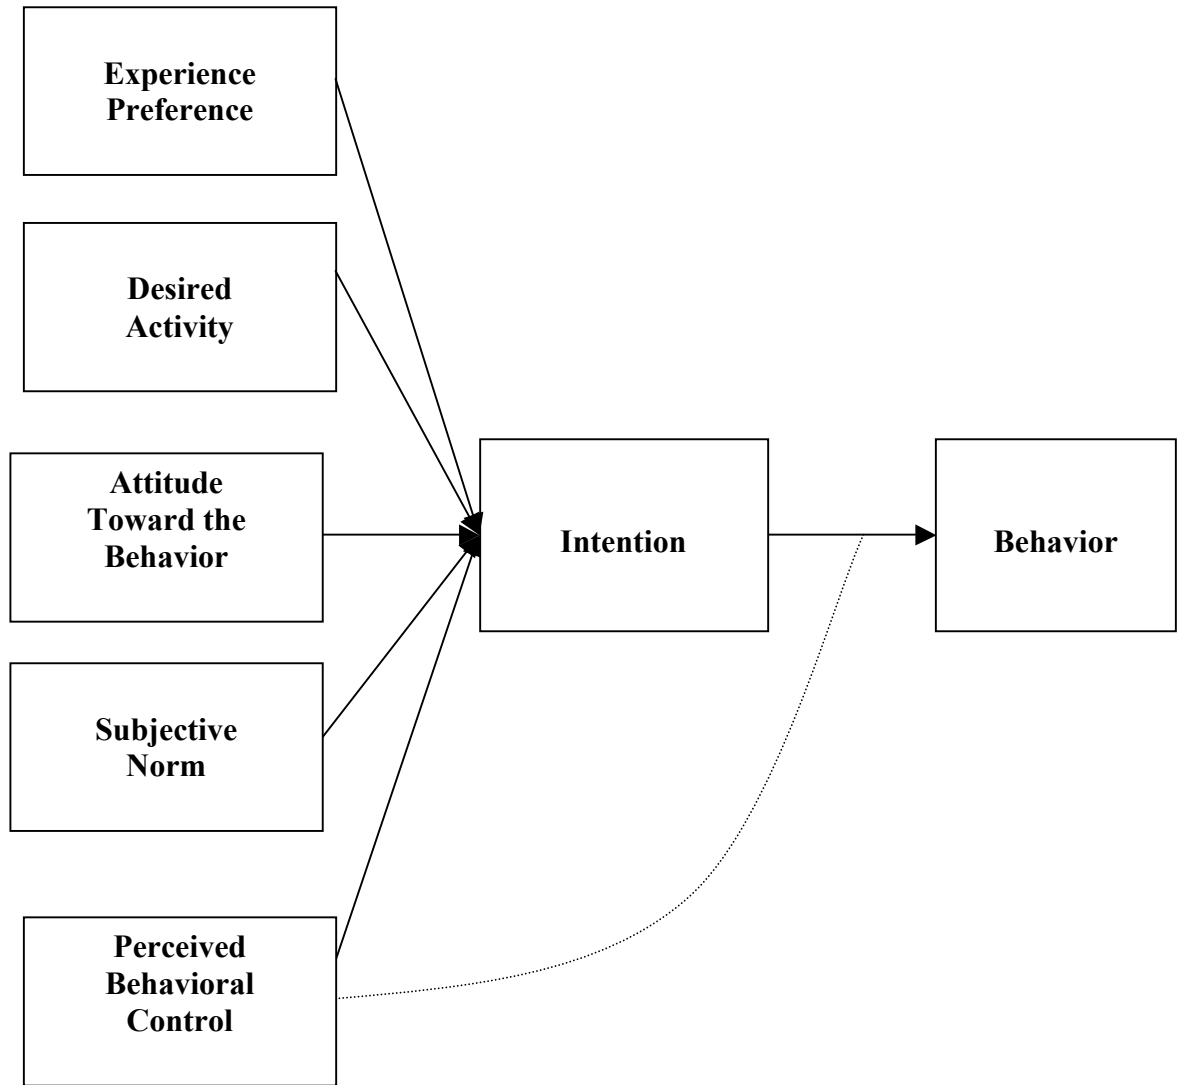 Experience
Preference
Desired
Activity
Attitude
Toward the
Behavior
Intention
Behavior
Subjective
Norm
Perceived
Behavioral
Control